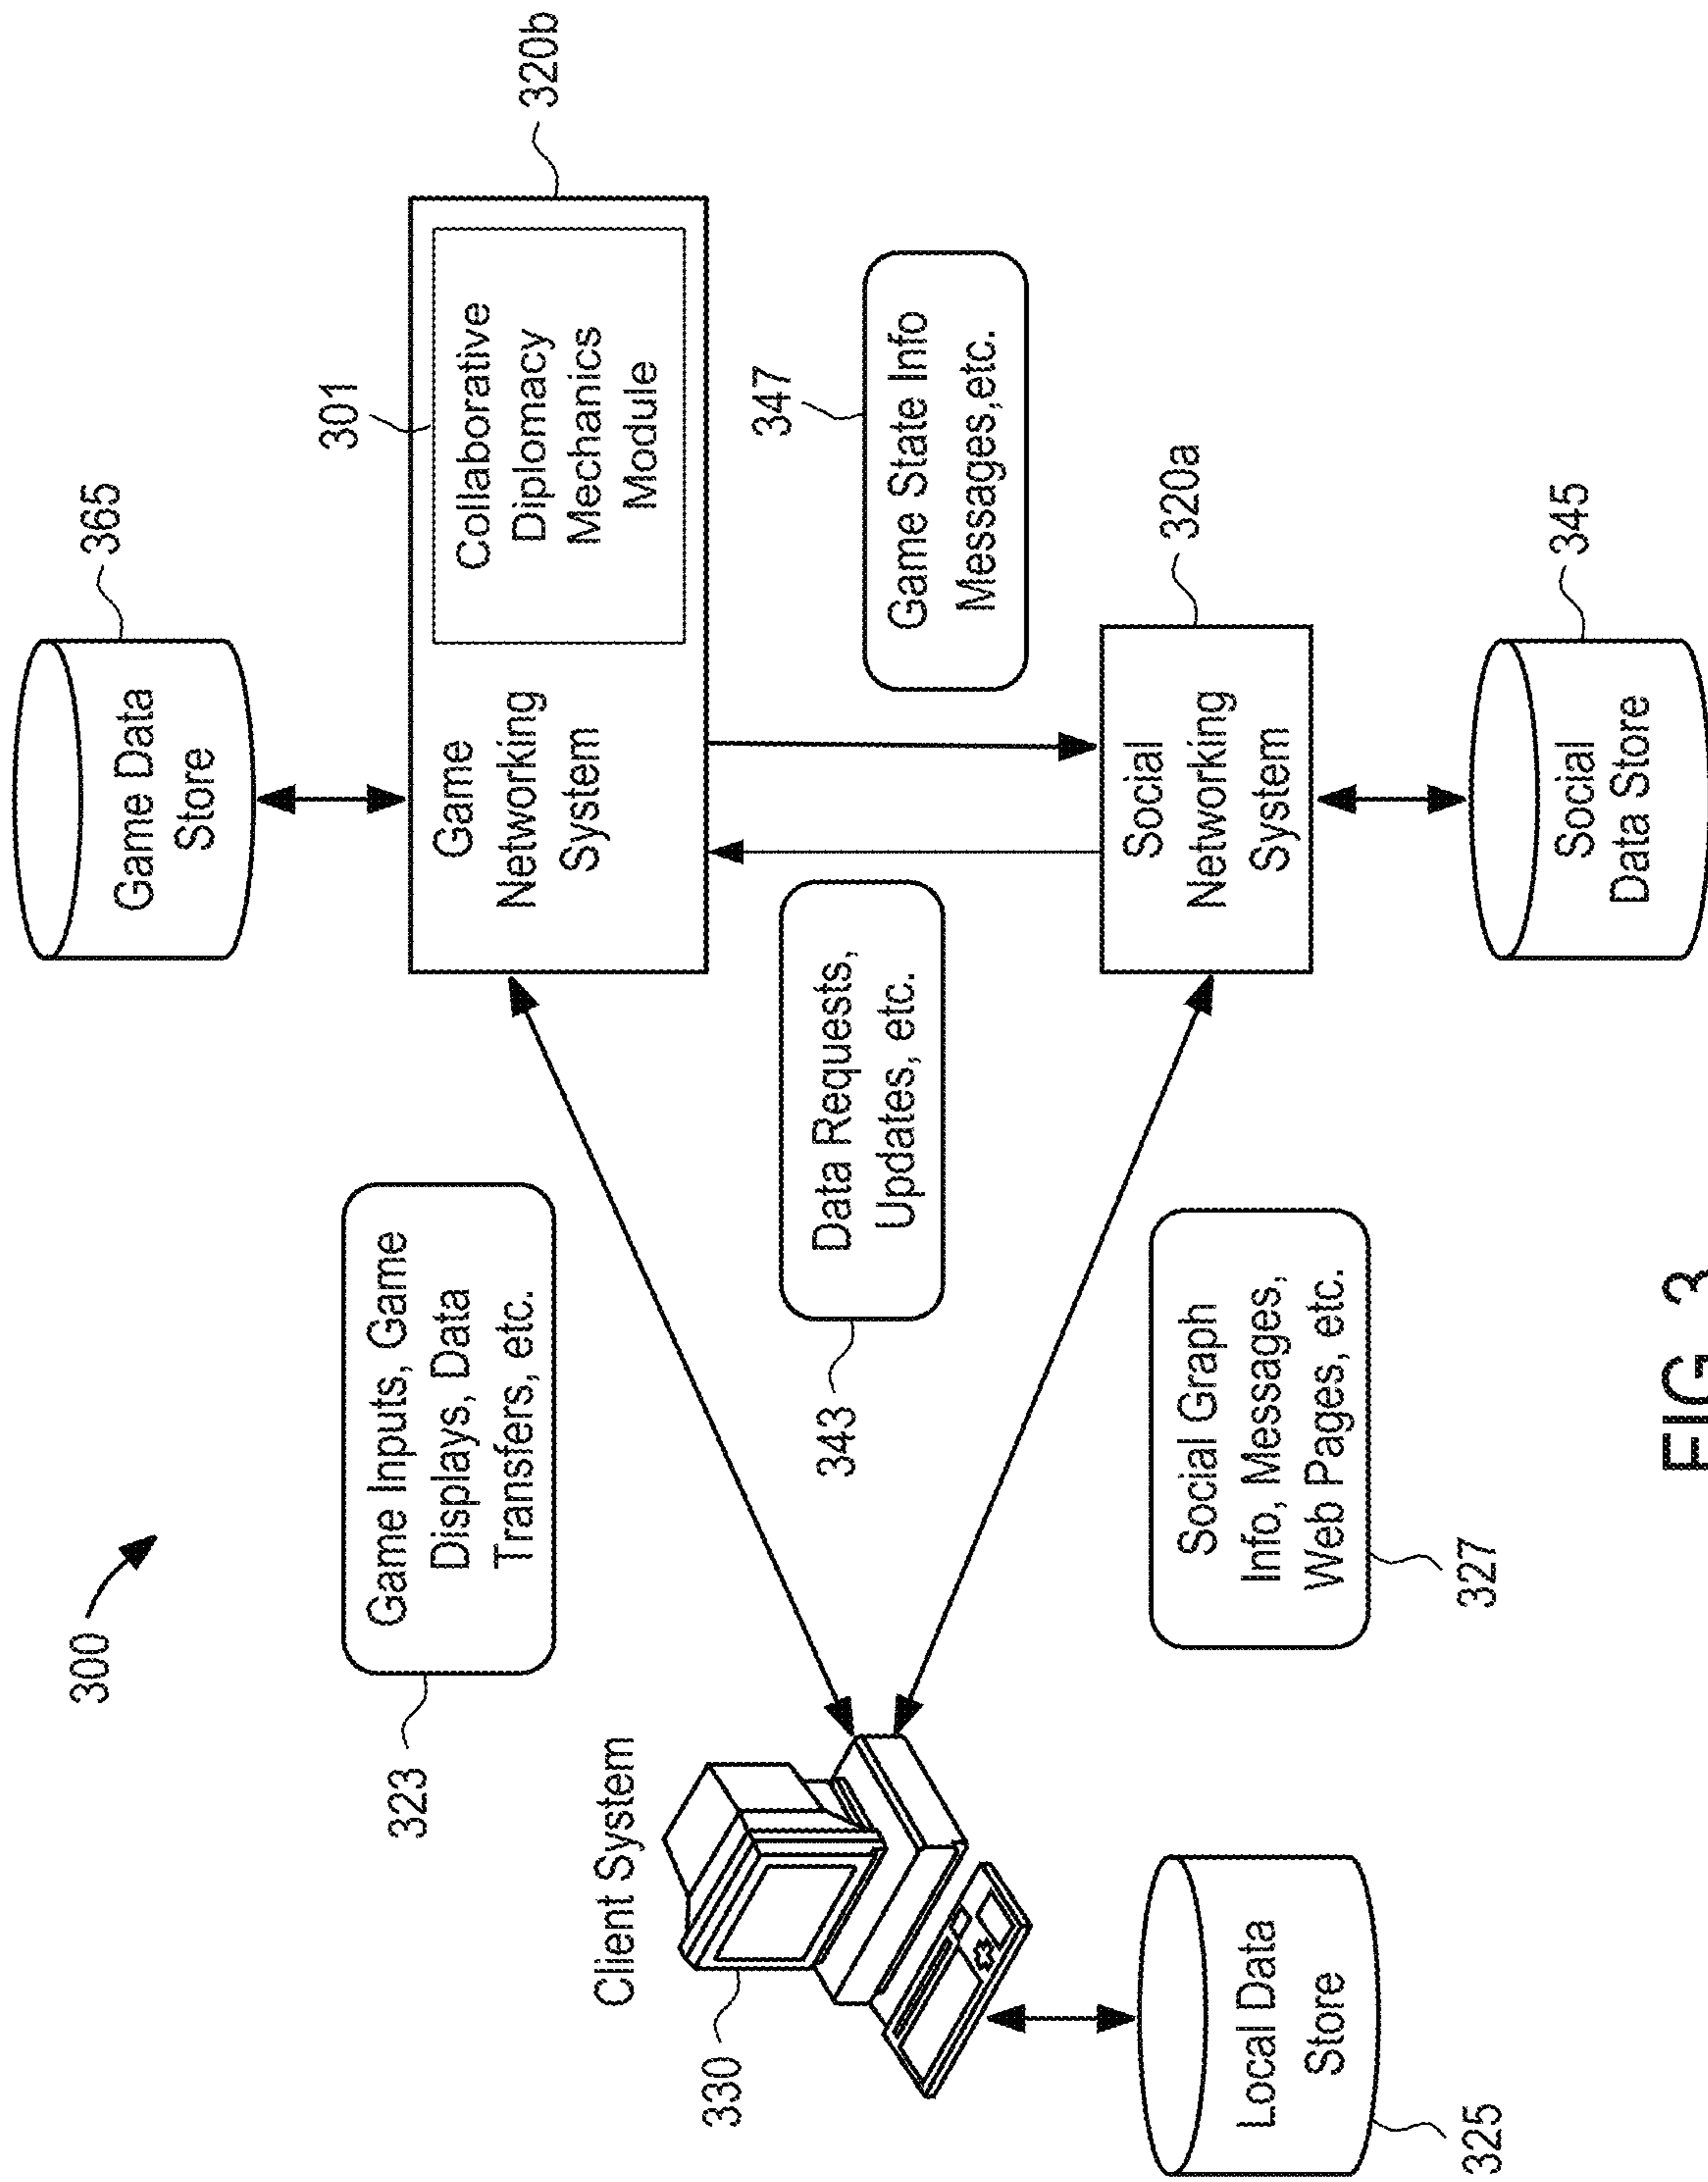 300
365
Game Data
Store
301
320b
Game
Networking
System
Collaborative
Diplomacy
Mechanics
Module
323
Game Inputs, Game
Displays, Data
Transfers, etc.
Client System
330
343
Data Requests,
Updates, etc.
347
Game State Info
Messages,etc.
320a
Social
Networking
System
Local Data
Store
325
Social Graph
Info, Messages,
Web Pages, etc.
327
345
Social
Data Store
FIG. 3